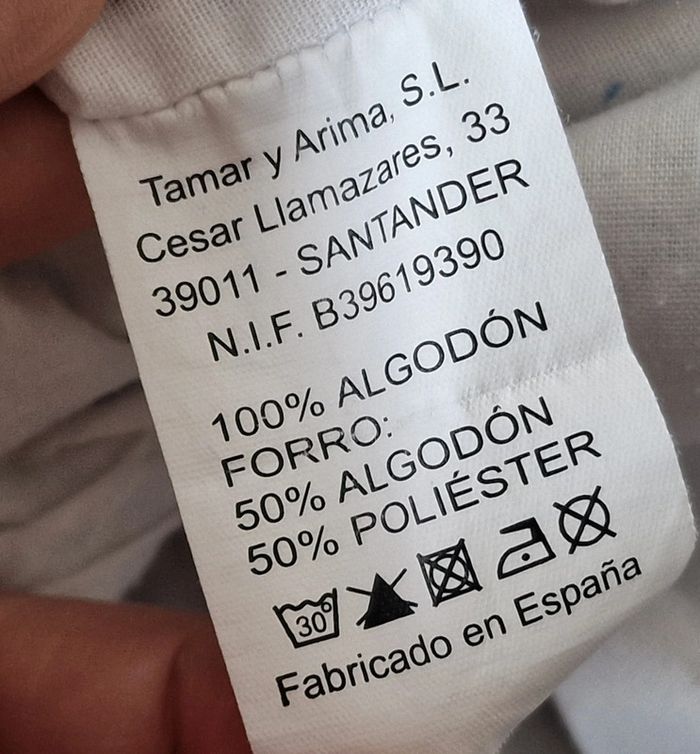 Tamar y Arima, S.L.
Cesar Llamazares, 33
39011 - SANTANDER
N.I.F. B39619390
100% ALGODÓN
FORRO:
50% ALGODÓN
50% POLIÉSTER
30°
Fabricado en España